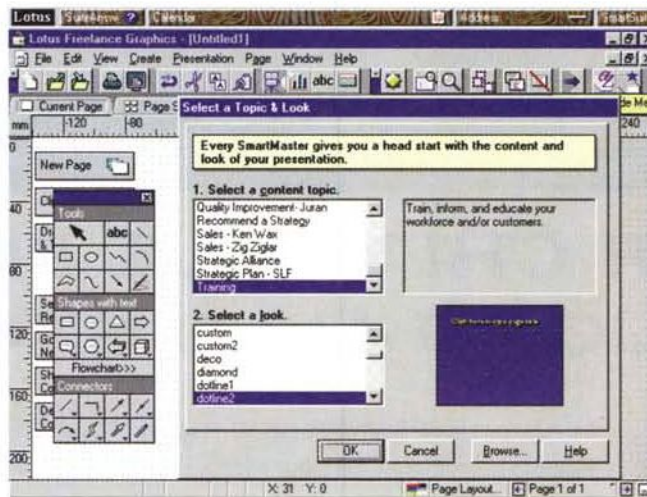 Lotus SuiteAnswers ? Calendar Address SmartSuite
Lotus Freelance Graphics - [Untitled1]
File Edit View Create Presentation Page Window Help
abc
Current Page Page S
Select a Topic & Look
mm -120 -80 240
0
40
80
120
160
200
New Page
Tools
abc
Shapes with text
Flowchart>>>
Connectors
Every SmartMaster gives you a head start with the content and
look of your presentation.
1. Select a content topic.
Quality Improvement- Juran
Recommend a Strategy
Sales - Ken Wax
Sales - Zig Ziglar
Strategic Alliance
Strategic Plan - SLF
Training
Train, inform, and educate your
workforce and/or customers.
2. Select a look.
custom
custom2
deco
diamond
dotline1
dotline2
OK Cancel Browse... Help
X: 31 Y: 0 Page Layout... Page 1 of 1